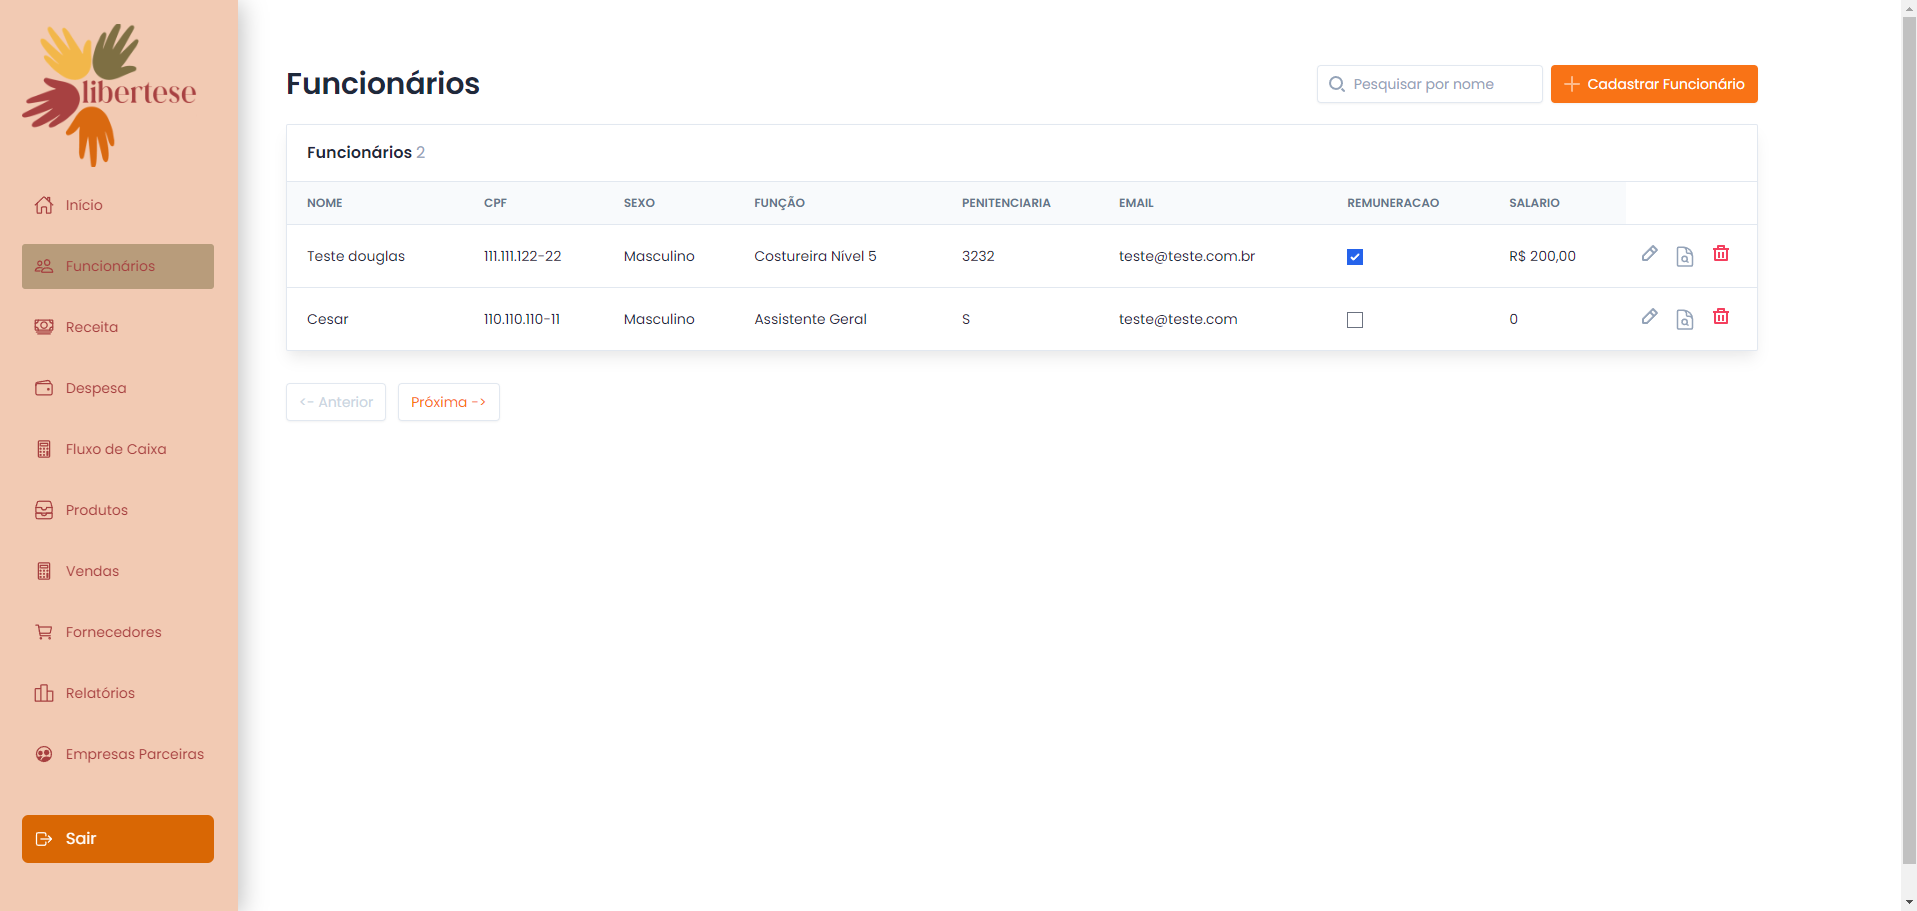 libertese
Início
Funcionários
Receita
Despesa
Fluxo de Caixa
Produtos
Vendas
Fornecedores
Relatórios
Empresas Parceiras
Sair
Funcionários
Pesquisar por nome
Cadastrar Funcionário
Funcionários 2
NOME CPF SEXO FUNÇÃO PENITENCIARIA EMAIL REMUNERACAO SALARIO
Teste douglas 111.111.122-22 Masculino Costureira Nível 5 3232 teste@teste.com.br R$ 200,00
Cesar 110.110.110-11 Masculino Assistente Geral S teste@teste.com 0
<- Anterior Próxima ->